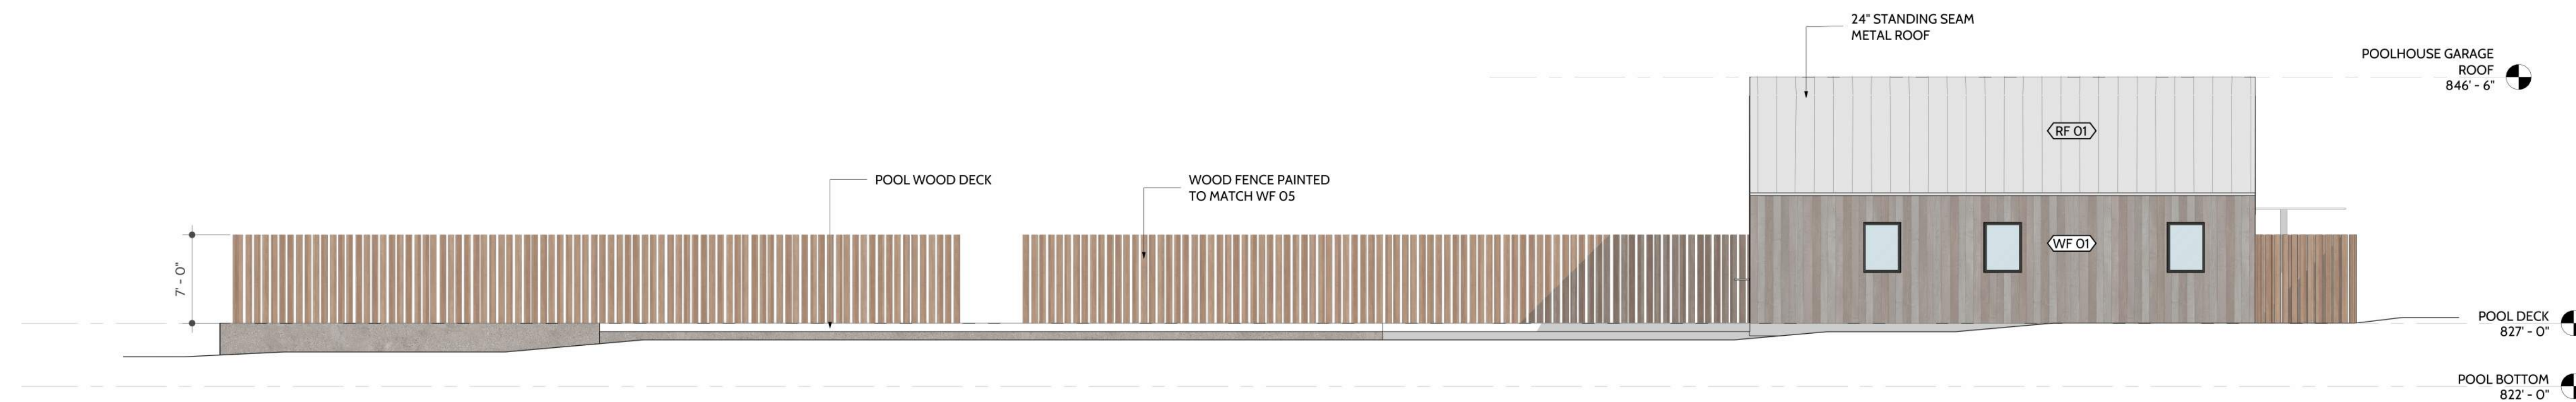 24" STANDING SEAM
METAL ROOF
POOLHOUSE GARAGE
ROOF
846' - 6"
RF 01
POOL WOOD DECK
WOOD FENCE PAINTED
TO MATCH WF 05
WF 01
7' - 0"
POOL DECK
827' - 0"
POOL BOTTOM
822' - 0"